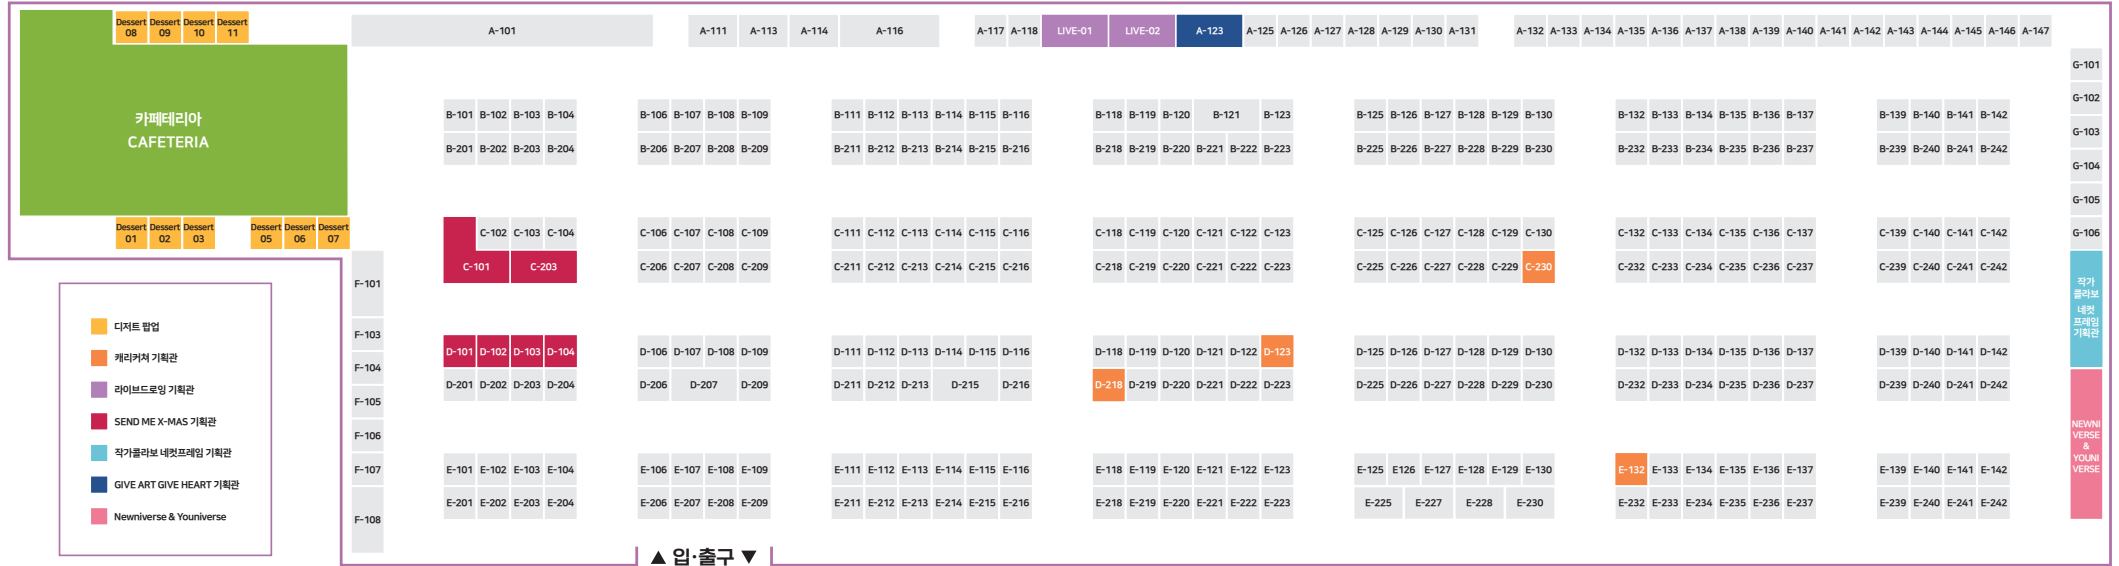 Dessert 08 Dessert 09 Dessert 10 Dessert 11
A-101 A-111 A-113 A-114 A-116 A-117 A-118 LIVE-01 LIVE-02 A-123 A-125 A-126 A-127 A-128 A-129 A-130 A-131 A-132 A-133 A-134 A-135 A-136 A-137 A-138 A-139 A-140 A-141 A-142 A-143 A-144 A-145 A-146 A-147
카페테리아
CAFETERIA
G-101
G-102
G-103
G-104
G-105
G-106
B-101 B-102 B-103 B-104 B-106 B-107 B-108 B-109 B-111 B-112 B-113 B-114 B-115 B-116 B-118 B-119 B-120 B-121 B-123 B-125 B-126 B-127 B-128 B-129 B-130 B-132 B-133 B-134 B-135 B-136 B-137 B-139 B-140 B-141 B-142
B-201 B-202 B-203 B-204 B-206 B-207 B-208 B-209 B-211 B-212 B-213 B-214 B-215 B-216 B-218 B-219 B-220 B-221 B-222 B-223 B-225 B-226 B-227 B-228 B-229 B-230 B-232 B-233 B-234 B-235 B-236 B-237 B-239 B-240 B-241 B-242
Dessert 01 Dessert 02 Dessert 03 Dessert 05 Dessert 06 Dessert 07
C-102 C-103 C-104 C-106 C-107 C-108 C-109 C-111 C-112 C-113 C-114 C-115 C-116 C-118 C-119 C-120 C-121 C-122 C-123 C-125 C-126 C-127 C-128 C-129 C-130 C-132 C-133 C-134 C-135 C-136 C-137 C-139 C-140 C-141 C-142
C-101 C-203 C-206 C-207 C-208 C-209 C-211 C-212 C-213 C-214 C-215 C-216 C-218 C-219 C-220 C-221 C-222 C-223 C-225 C-226 C-227 C-228 C-229 C-230 C-232 C-233 C-234 C-235 C-236 C-237 C-239 C-240 C-241 C-242
F-101
F-103
F-104
F-105
F-106
F-107
F-108
작가
콜라보
네컷
프레임
기획관
D-101 D-102 D-103 D-104 D-106 D-107 D-108 D-109 D-111 D-112 D-113 D-114 D-115 D-116 D-118 D-119 D-120 D-121 D-122 D-123 D-125 D-126 D-127 D-128 D-129 D-130 D-132 D-133 D-134 D-135 D-136 D-137 D-139 D-140 D-141 D-142
D-201 D-202 D-203 D-204 D-206 D-207 D-209 D-211 D-212 D-213 D-215 D-216 D-218 D-219 D-220 D-221 D-222 D-223 D-225 D-226 D-227 D-228 D-229 D-230 D-232 D-233 D-234 D-235 D-236 D-237 D-239 D-240 D-241 D-242
NEWNI
VERSE
&
YOUNI
VERSE
E-101 E-102 E-103 E-104 E-106 E-107 E-108 E-109 E-111 E-112 E-113 E-114 E-115 E-116 E-118 E-119 E-120 E-121 E-122 E-123 E-125 E126 E-127 E-128 E-129 E-130 E-132 E-133 E-134 E-135 E-136 E-137 E-139 E-140 E-141 E-142
E-201 E-202 E-203 E-204 E-206 E-207 E-208 E-209 E-211 E-212 E-213 E-214 E-215 E-216 E-218 E-219 E-220 E-221 E-222 E-223 E-225 E-227 E-228 E-230 E-232 E-233 E-234 E-235 E-236 E-237 E-239 E-240 E-241 E-242
디저트 팝업
캐리커쳐 기획관
라이브드로잉 기획관
SEND ME X-MAS 기획관
작가콜라보 네컷프레임 기획관
GIVE ART GIVE HEART 기획관
Newniverse & Youniverse
▲ 입·출구 ▼